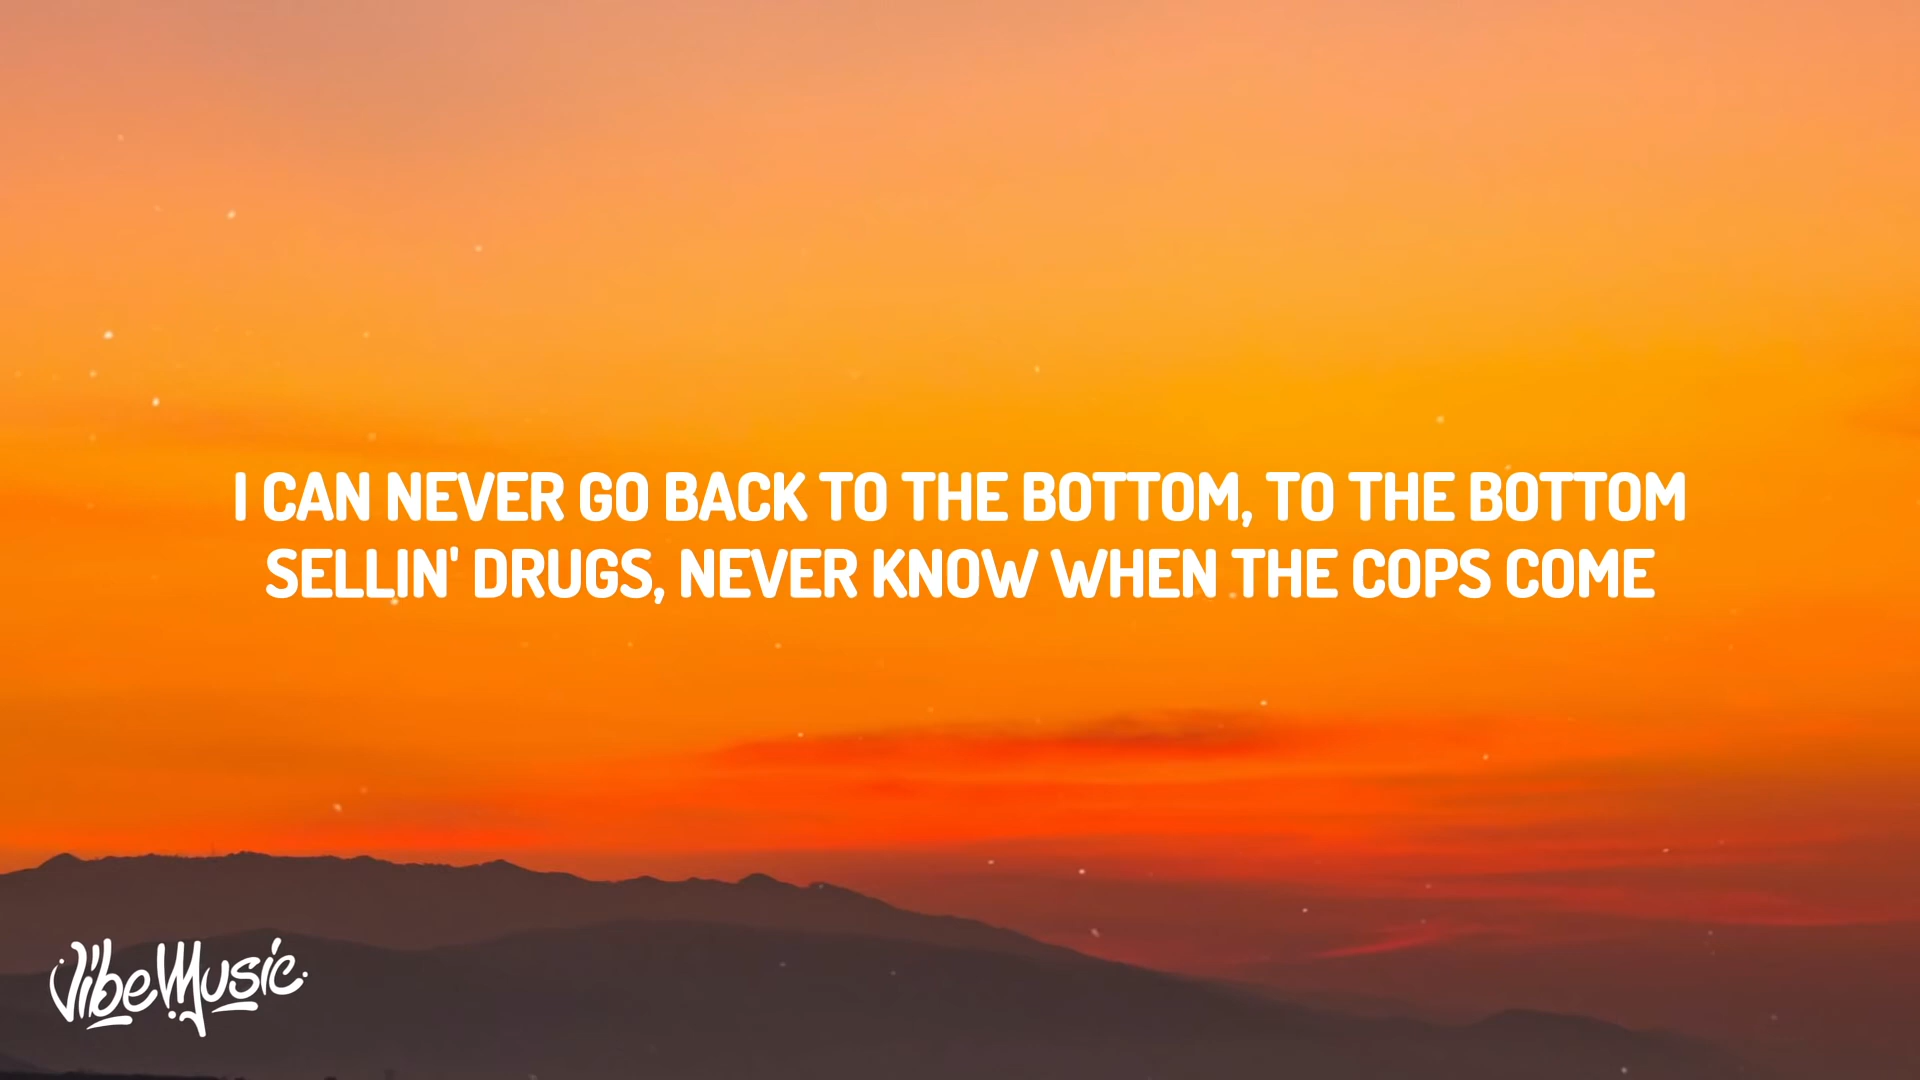 I CAN NEVER GO BACK TO THE BOTTOM, TO THE BOTTOM
SELLIN' DRUGS, NEVER KNOW WHEN THE COPS COME
VibeMusic